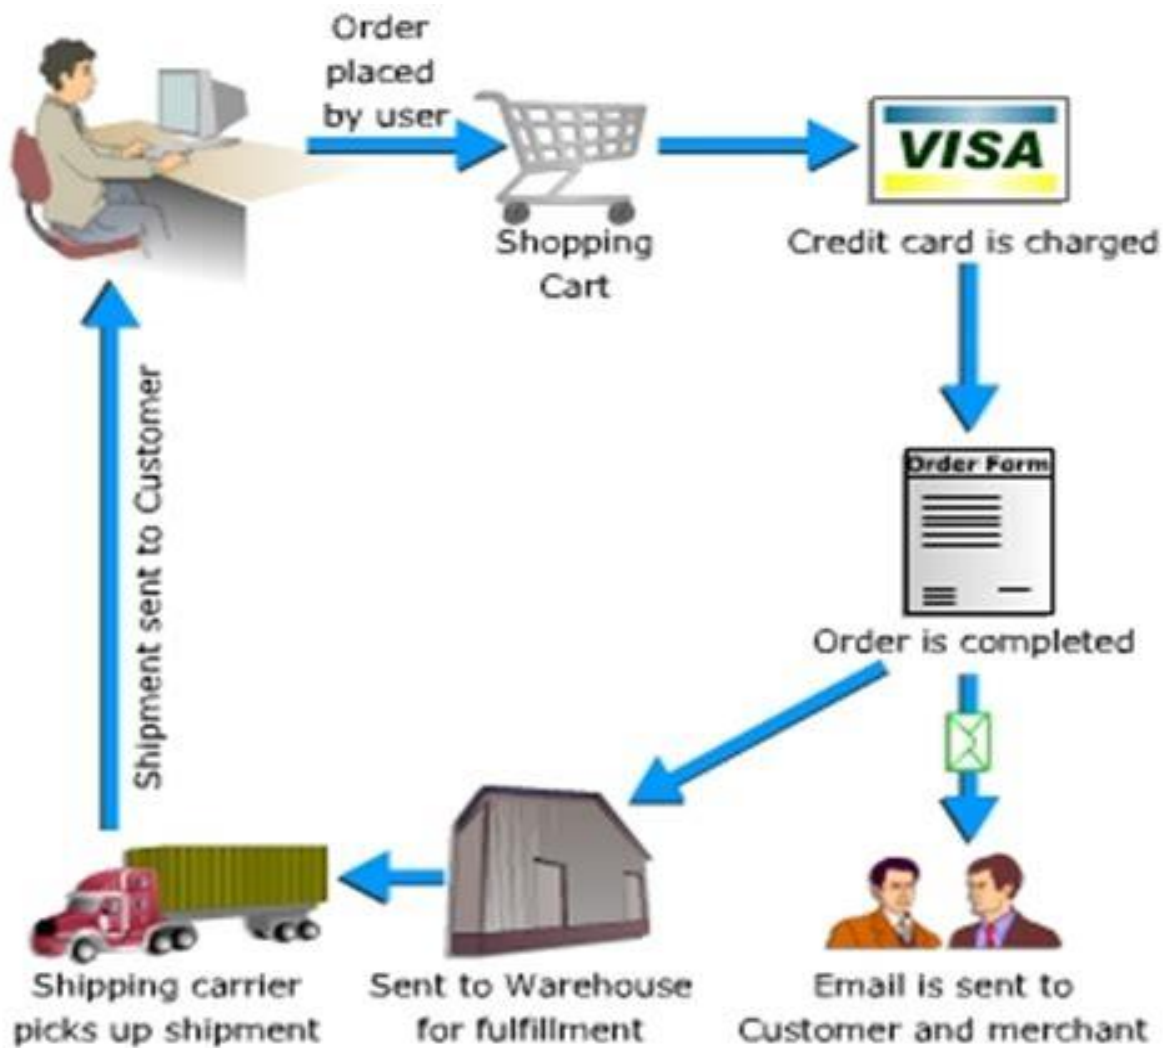 Order
placed
by user
Shopping
Cart
VISA
Credit card is charged
Order Form
Order is completed
Shipment sent to Customer
Shipping carrier
picks up shipment
Sent to Warehouse
for fulfillment
Email is sent to
Customer and merchant